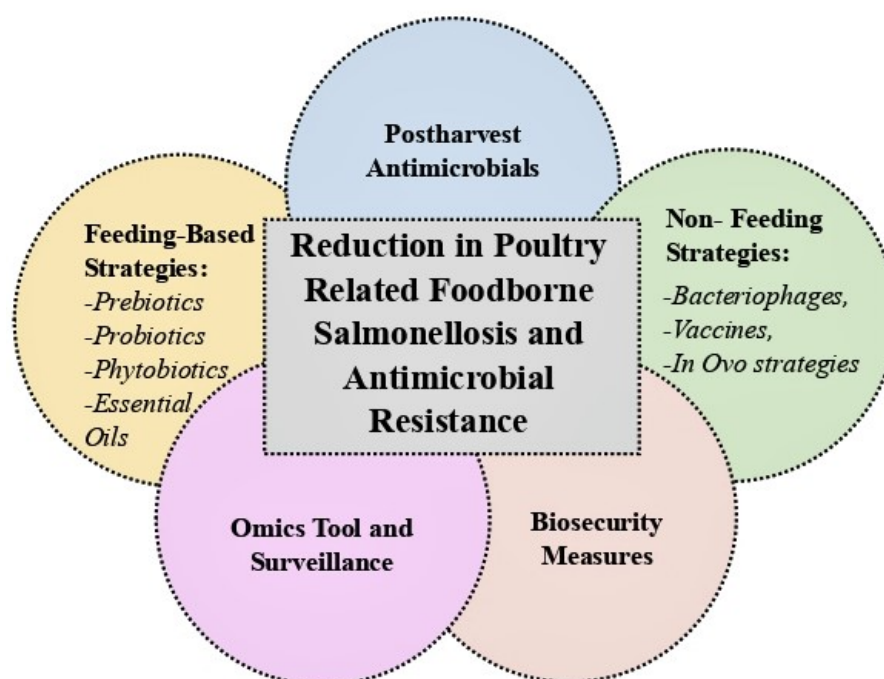 Postharvest
Antimicrobials
Feeding-Based
Strategies:
-Prebiotics
-Probiotics
-Phytobiotics
-Essential
Oils
Reduction in Poultry
Related Foodborne
Salmonellosis and
Antimicrobial
Resistance
Non- Feeding
Strategies:
-Bacteriophages,
-Vaccines,
-In Ovo strategies
Omics Tool and
Surveillance
Biosecurity
Measures